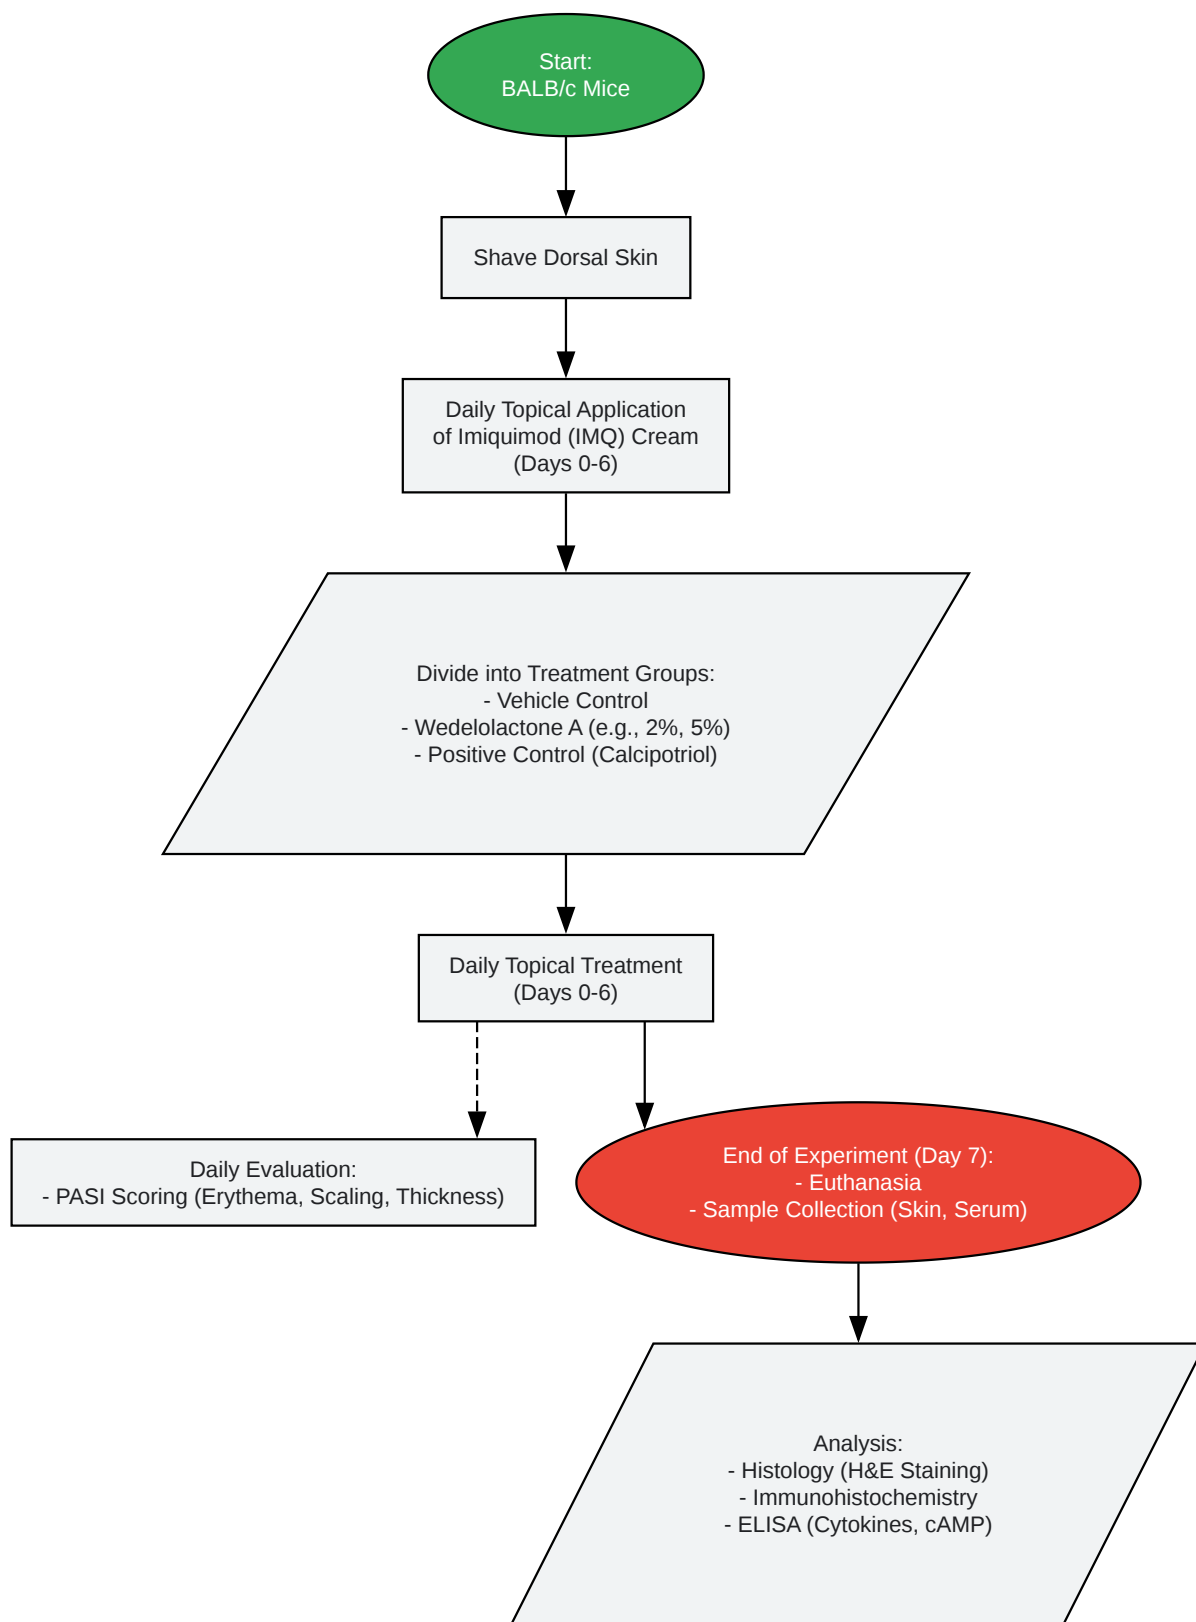 Start:
BALB/c Mice
Shave Dorsal Skin
Daily Topical Application
of Imiquimod (IMQ) Cream
(Days 0-6)
Divide into Treatment Groups:
- Vehicle Control
- Wedelolactone A (e.g., 2%, 5%)
- Positive Control (Calcipotriol)
Daily Topical Treatment
(Days 0-6)
Daily Evaluation:
- PASI Scoring (Erythema, Scaling, Thickness)
End of Experiment (Day 7):
- Euthanasia
- Sample Collection (Skin, Serum)
Analysis:
- Histology (H&E Staining)
- Immunohistochemistry
- ELISA (Cytokines, cAMP)